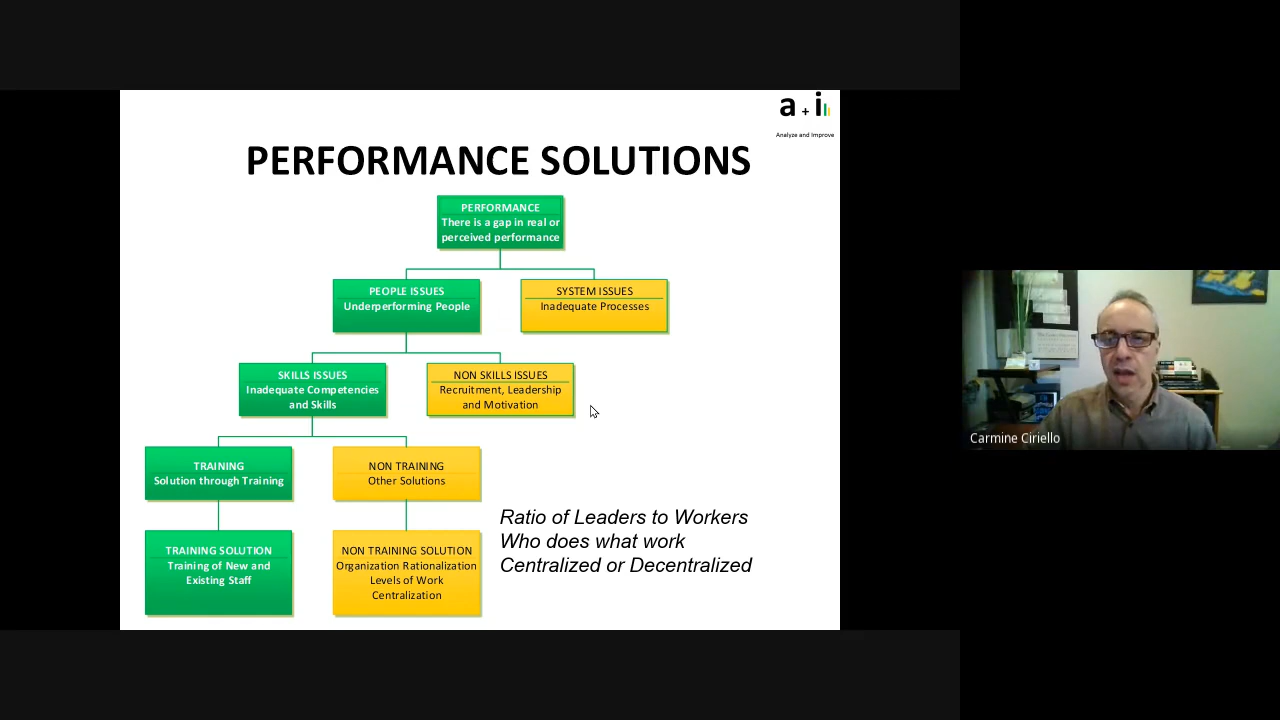 a + i
Analyze and Improve
PERFORMANCE SOLUTIONS
PERFORMANCE
There is a gap in real or
perceived performance
PEOPLE ISSUES
Underperforming People
SYSTEM ISSUES
Inadequate Processes
SKILLS ISSUES
Inadequate Competencies
and Skills
NON SKILLS ISSUES
Recruitment, Leadership
and Motivation
TRAINING
Solution through Training
NON TRAINING
Other Solutions
TRAINING SOLUTION
Training of New and
Existing Staff
NON TRAINING SOLUTION
Organization Rationalization
Levels of Work
Centralization
Ratio of Leaders to Workers
Who does what work
Centralized or Decentralized
Carmine Ciriello